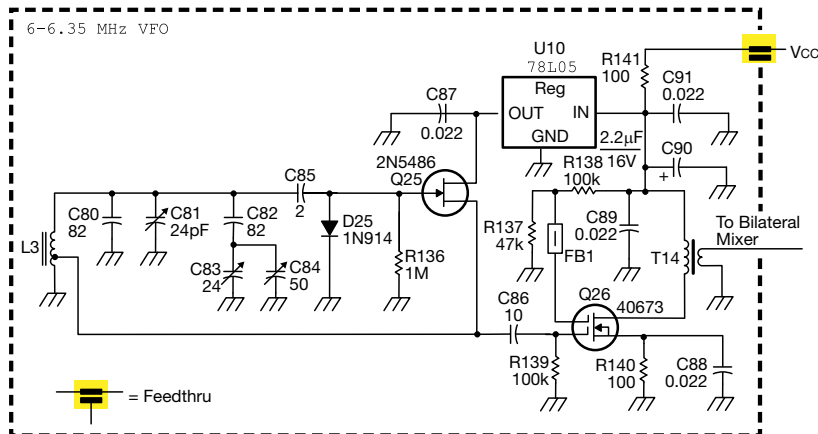 6-6.35 MHz VFO
U10
78L05
Reg
OUT
IN
GND
R141
100
Vcc
C91
0.022
C87
0.022
2.2µF
16V
C90
+
2N5486
Q25
R138
100k
C85
2
C80
82
C81
24pF
C82
82
D25
1N914
R137
47k
C89
0.022
FB1
T14
To Bilateral
Mixer
L3
C83
24
C84
50
R136
1M
C86
10
Q26
40673
R139
100k
R140
100
C88
0.022
= Feedthru